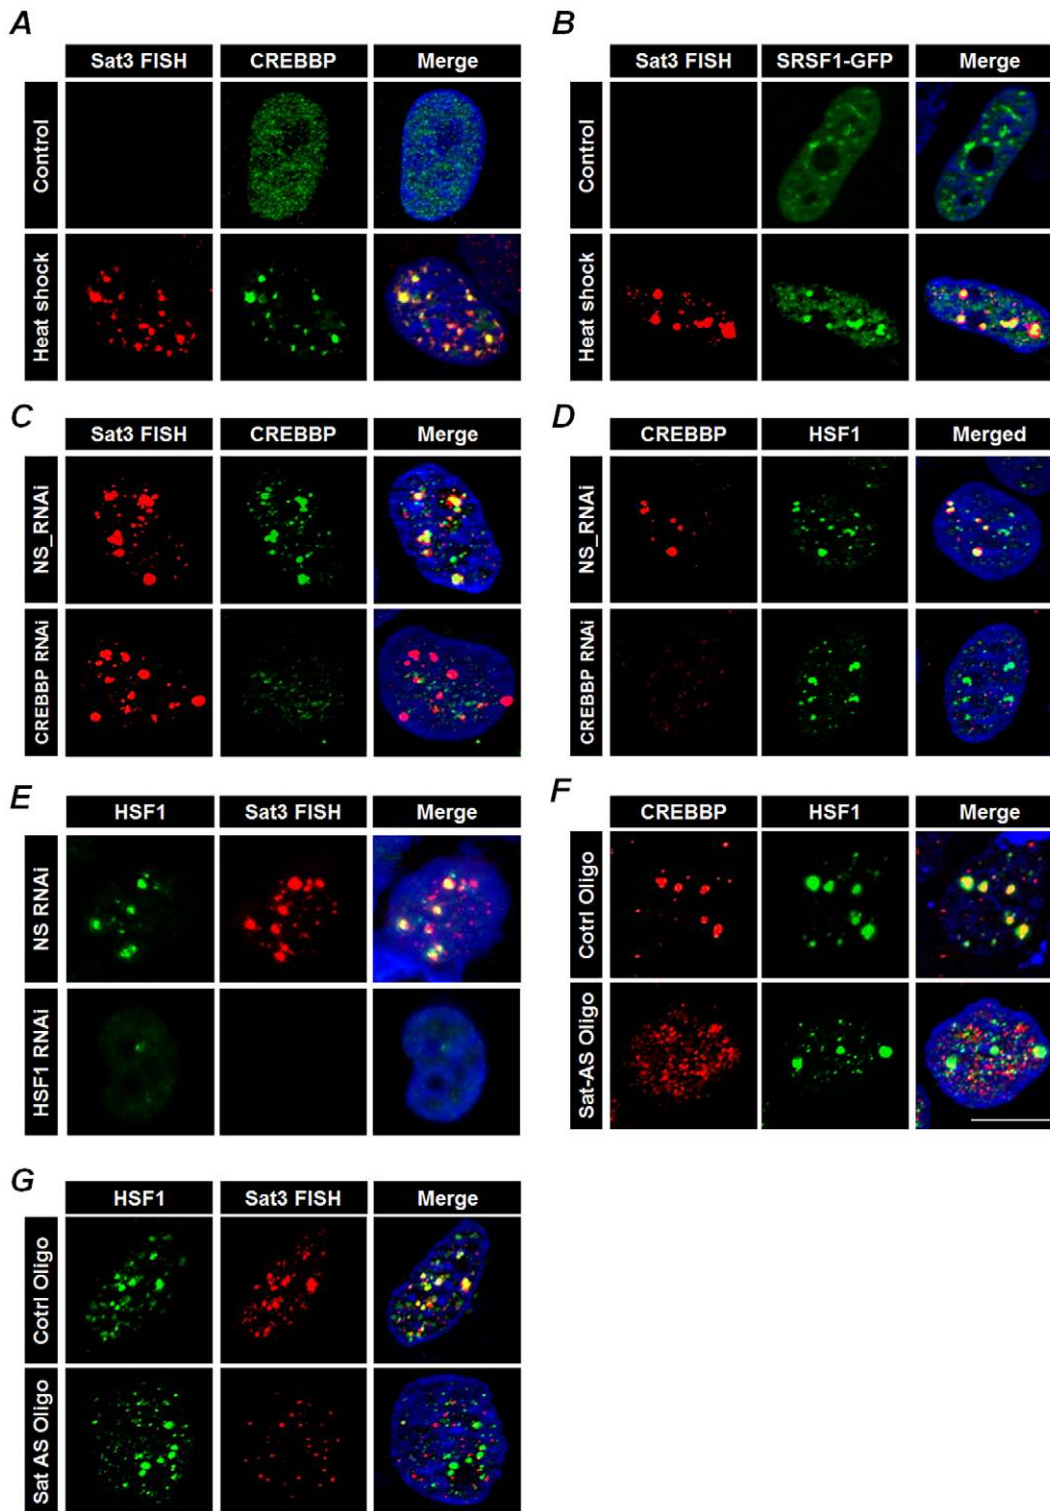 A
Sat3 FISH CREBBP Merge
Control
Heat shock
B
Sat3 FISH SRSF1-GFP Merge
Control
Heat shock
C
Sat3 FISH CREBBP Merge
NS_RNAi
CREBBP RNAi
D
CREBBP HSF1 Merged
NS_RNAi
CREBBP RNAi
E
HSF1 Sat3 FISH Merge
NS RNAi
HSF1 RNAi
F
CREBBP HSF1 Merge
Cotrl Oligo
Sat-AS Oligo
G
HSF1 Sat3 FISH Merge
Cotrl Oligo
Sat AS Oligo